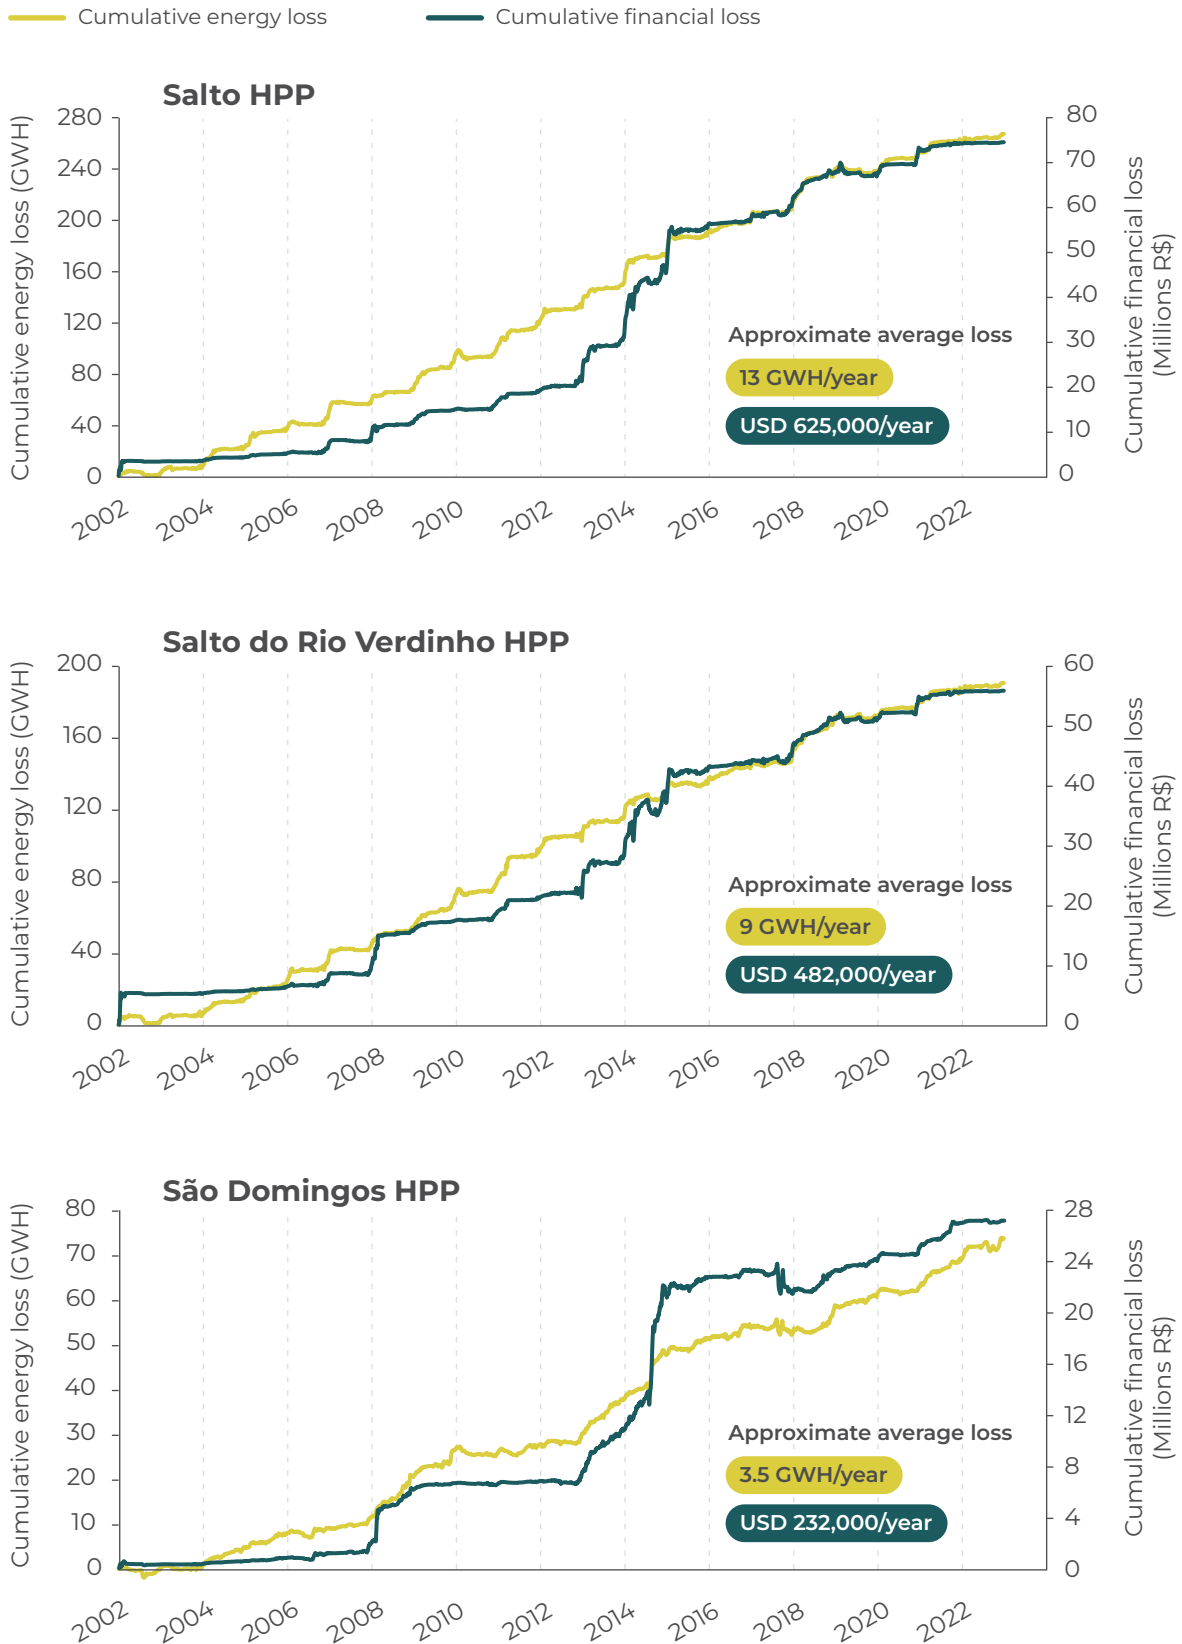 Cumulative energy loss
Cumulative financial loss
Salto HPP
Cumulative energy loss (GWH)
280
240
200
160
120
80
40
0
80
70
60
50
40
30
20
10
0
Cumulative financial loss
(Millions R$)
Approximate average loss
13 GWH/year
USD 625,000/year
2002 2004 2006 2008 2010 2012 2014 2016 2018 2020 2022
Salto do Rio Verdinho HPP
Cumulative energy loss (GWH)
200
160
120
80
40
0
60
50
40
30
20
10
0
Cumulative financial loss
(Millions R$)
Approximate average loss
9 GWH/year
USD 482,000/year
2002 2004 2006 2008 2010 2012 2014 2016 2018 2020 2022
São Domingos HPP
Cumulative energy loss (GWH)
80
70
60
50
40
30
20
10
0
28
24
20
16
12
8
4
0
Cumulative financial loss
(Millions R$)
Approximate average loss
3.5 GWH/year
USD 232,000/year
2002 2004 2006 2008 2010 2012 2014 2016 2018 2020 2022